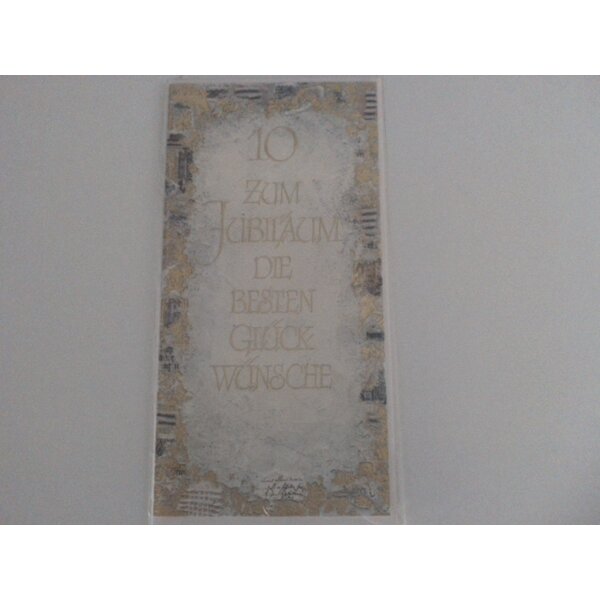 10
ZUM
JUBILÄUM
DIE
BESTEN
GLÜCK
WÜNSCHE